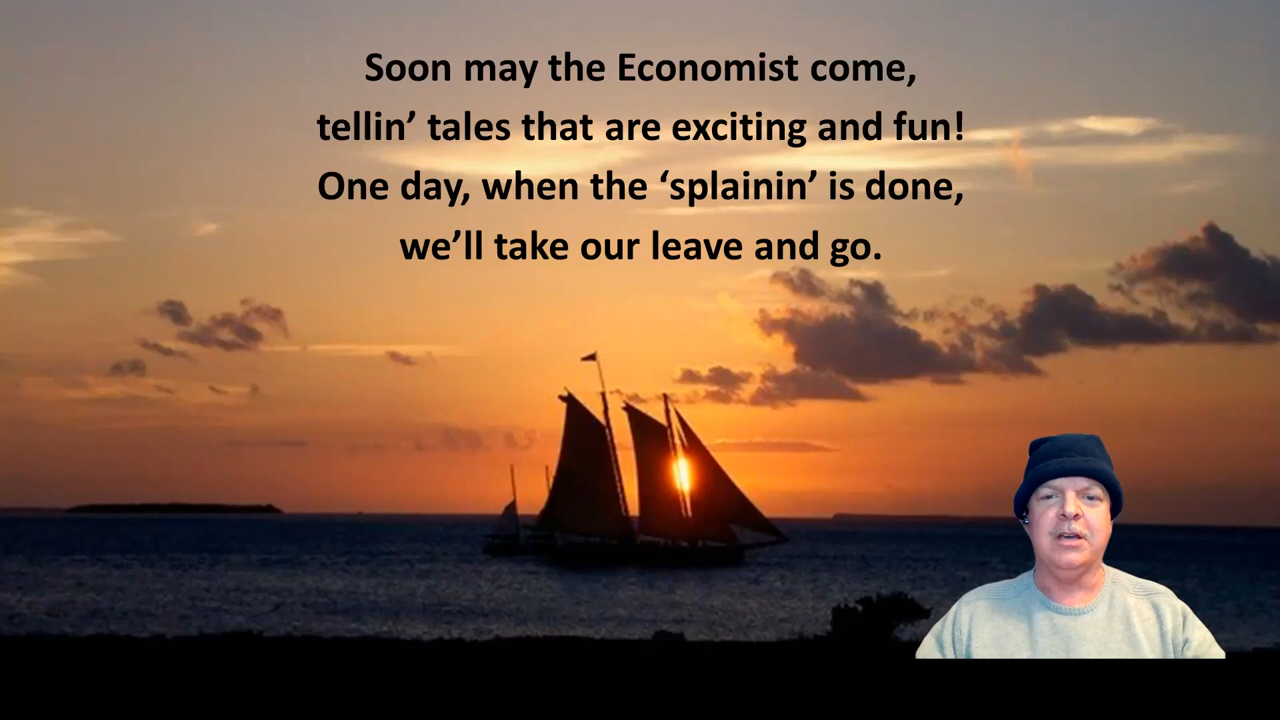 Soon may the Economist come,
tellin’ tales that are exciting and fun!
One day, when the ‘splainin’ is done,
we’ll take our leave and go.